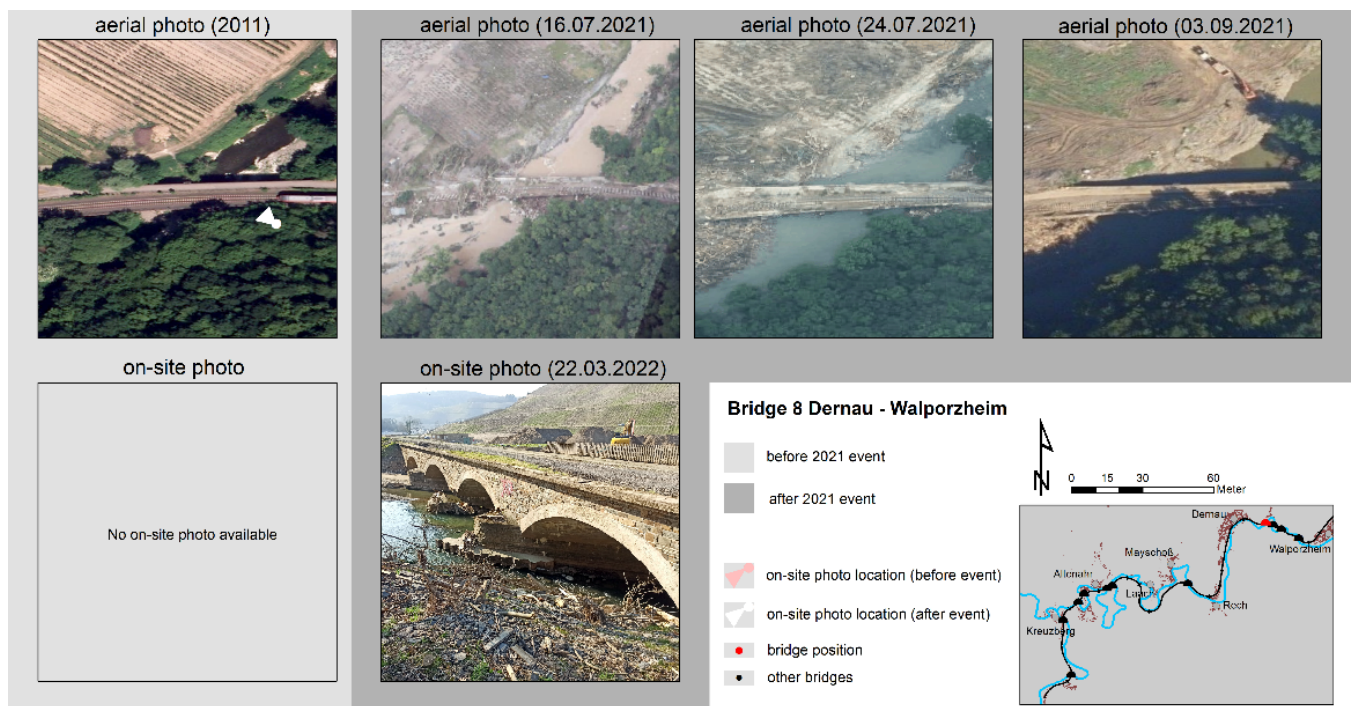 aerial photo (2011)
aerial photo (16.07.2021)
aerial photo (24.07.2021)
aerial photo (03.09.2021)
on-site photo
No on-site photo available
on-site photo (22.03.2022)
Bridge 8 Dernau - Walporzheim
before 2021 event
after 2021 event
on-site photo location (before event)
on-site photo location (after event)
bridge position
other bridges
N
0 15 30 60
Meter
Dernau
Walporzheim
Mayschoß
Altenahr
Laach
Rech
Kreuzberg